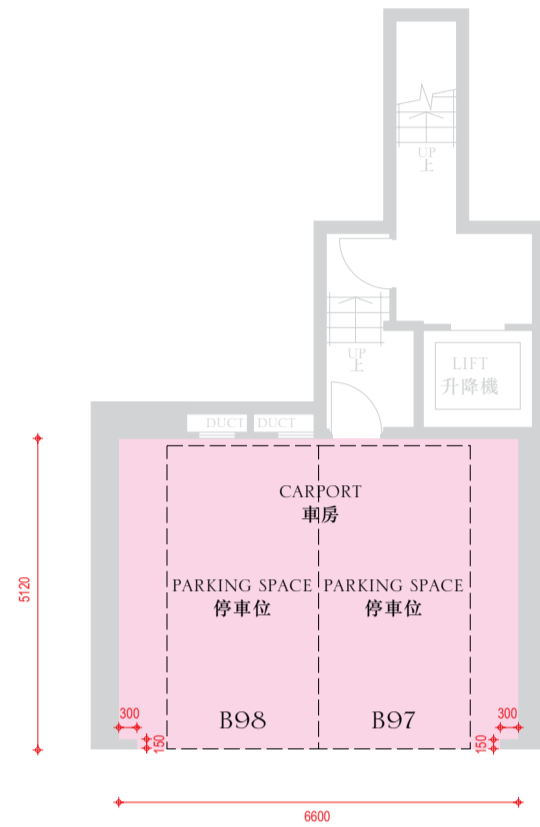 UP
上
UP
上
LIFT
升降機
DUCT
DUCT
CARPORT
車房
5120
PARKING SPACE
停車位
PARKING SPACE
停車位
300
B98
B97
300
150
150
6600